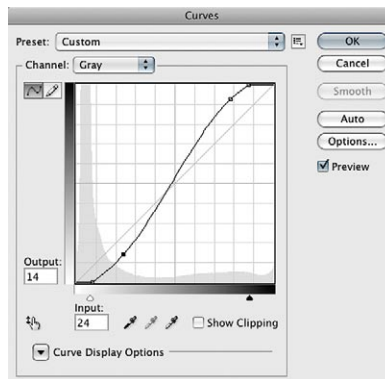 Curves
Preset: Custom
OK
Channel: Gray
Cancel
Smooth
Auto
Options...
Preview
Output:
14
Input:
24
Show Clipping
Curve Display Options